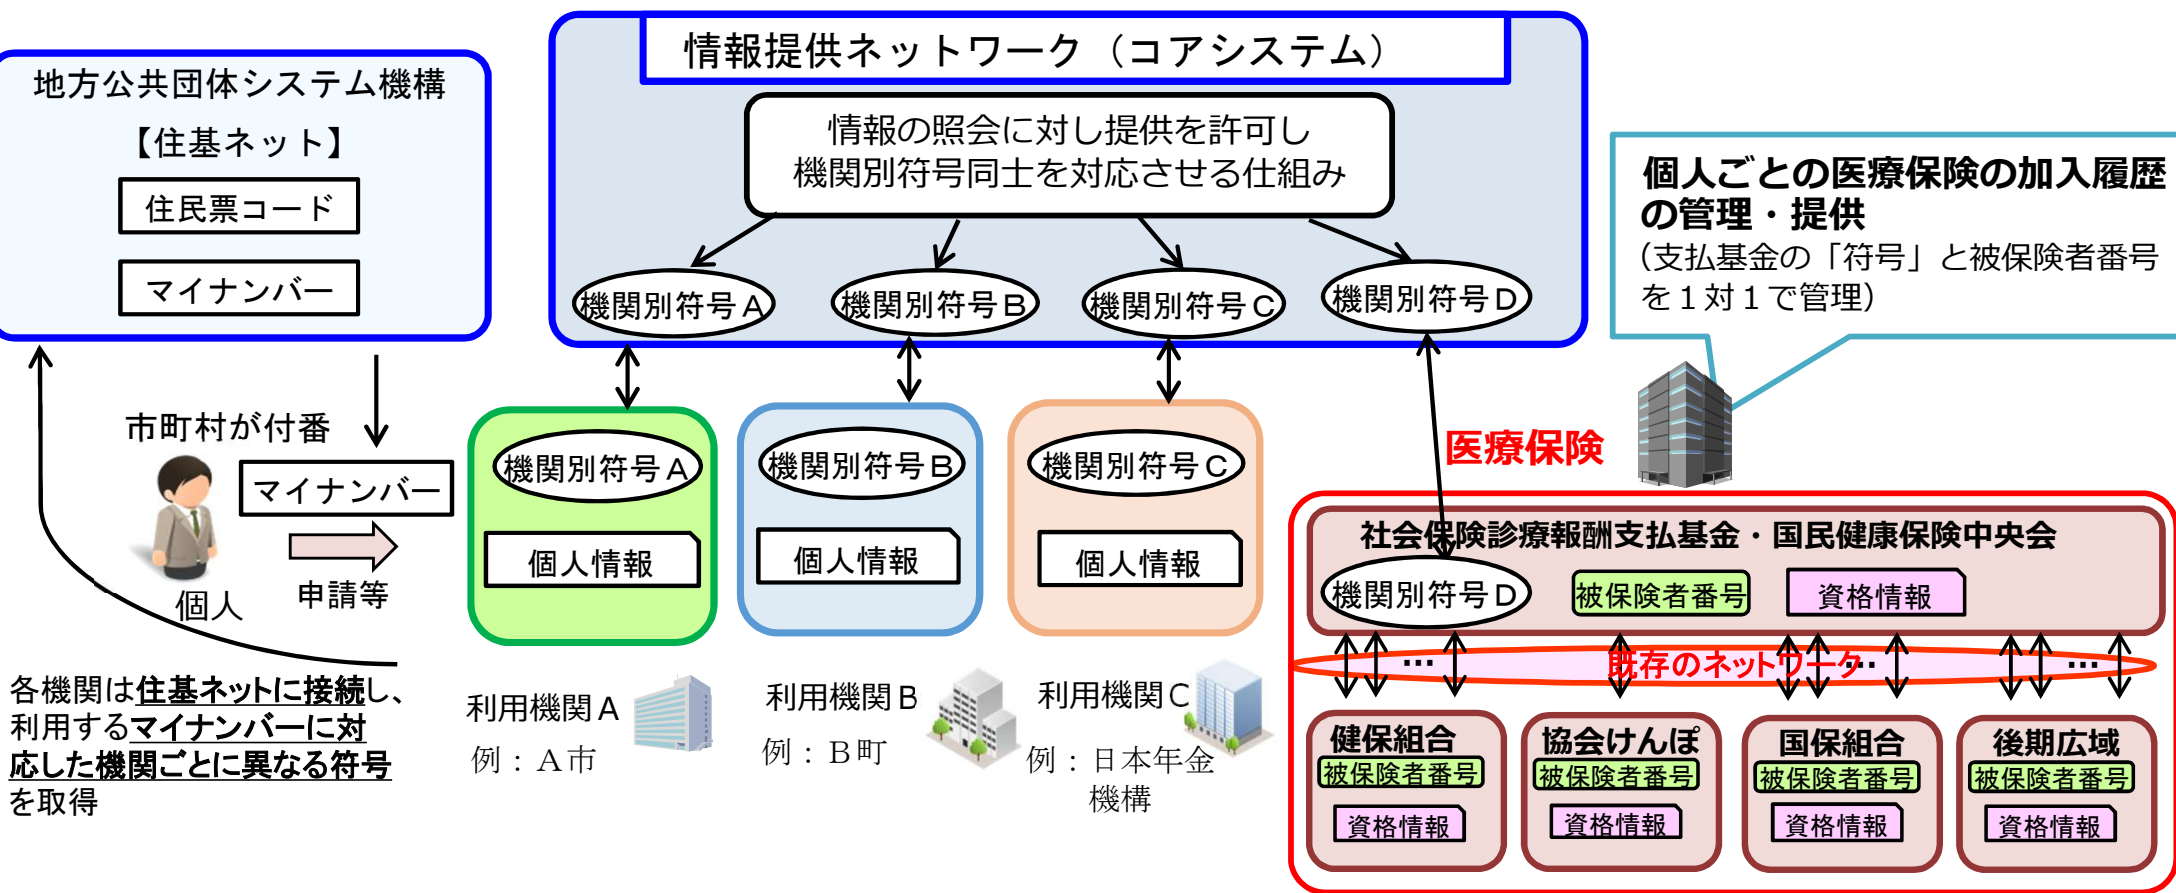 情報提供ネットワーク（コアシステム）
地方公共団体システム機構
【住基ネット】
住民票コード
マイナンバー
情報の照会に対し提供を許可し
機関別符号同士を対応させる仕組み
機関別符号A
機関別符号B
機関別符号C
機関別符号D
個人ごとの医療保険の加入履歴
の管理・提供
（支払基金の「符号」と被保険者番号
を１対１で管理）
市町村が付番
マイナンバー
個人
申請等
各機関は住基ネットに接続し、
利用するマイナンバーに対
応した機関ごとに異なる符号
を取得
機関別符号A
個人情報
利用機関A
例：A市
機関別符号B
個人情報
利用機関B
例：B町
機関別符号C
個人情報
利用機関C
例：日本年金
機構
医療保険
社会保険診療報酬支払基金・国民健康保険中央会
機関別符号D
被保険者番号
資格情報
…
既存のネットワーク
…
…
健保組合
被保険者番号
資格情報
協会けんぽ
被保険者番号
資格情報
国保組合
被保険者番号
資格情報
後期広域
被保険者番号
資格情報